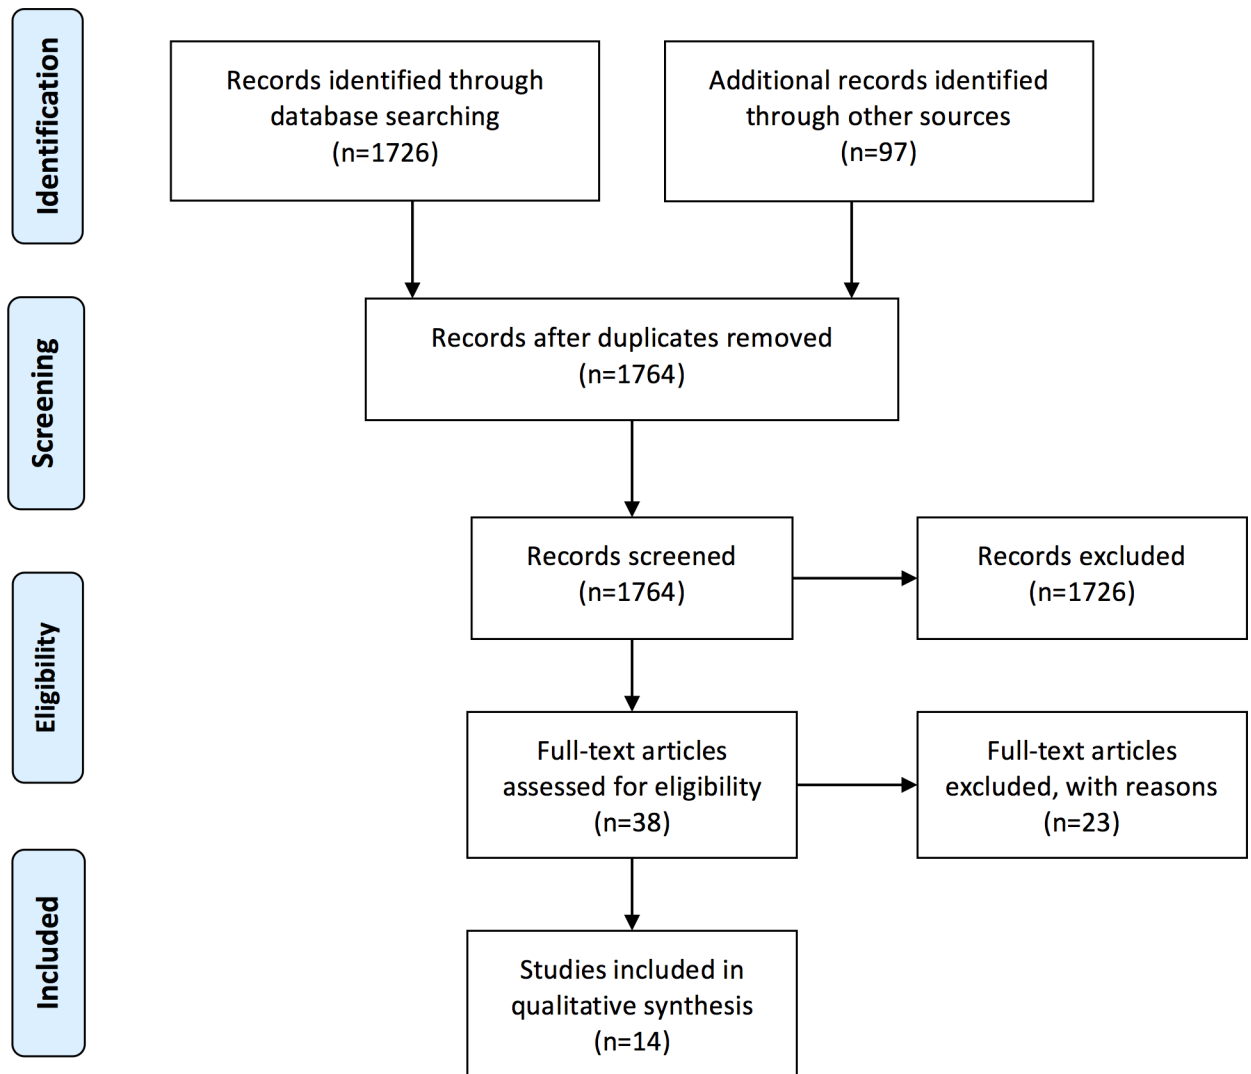 Identification
Records identified through
database searching
(n=1726)
Additional records identified
through other sources
(n=97)
Screening
Records after duplicates removed
(n=1764)
Records screened
(n=1764)
Records excluded
(n=1726)
Eligibility
Full-text articles
assessed for eligibility
(n=38)
Full-text articles
excluded, with reasons
(n=23)
Included
Studies included in
qualitative synthesis
(n=14)